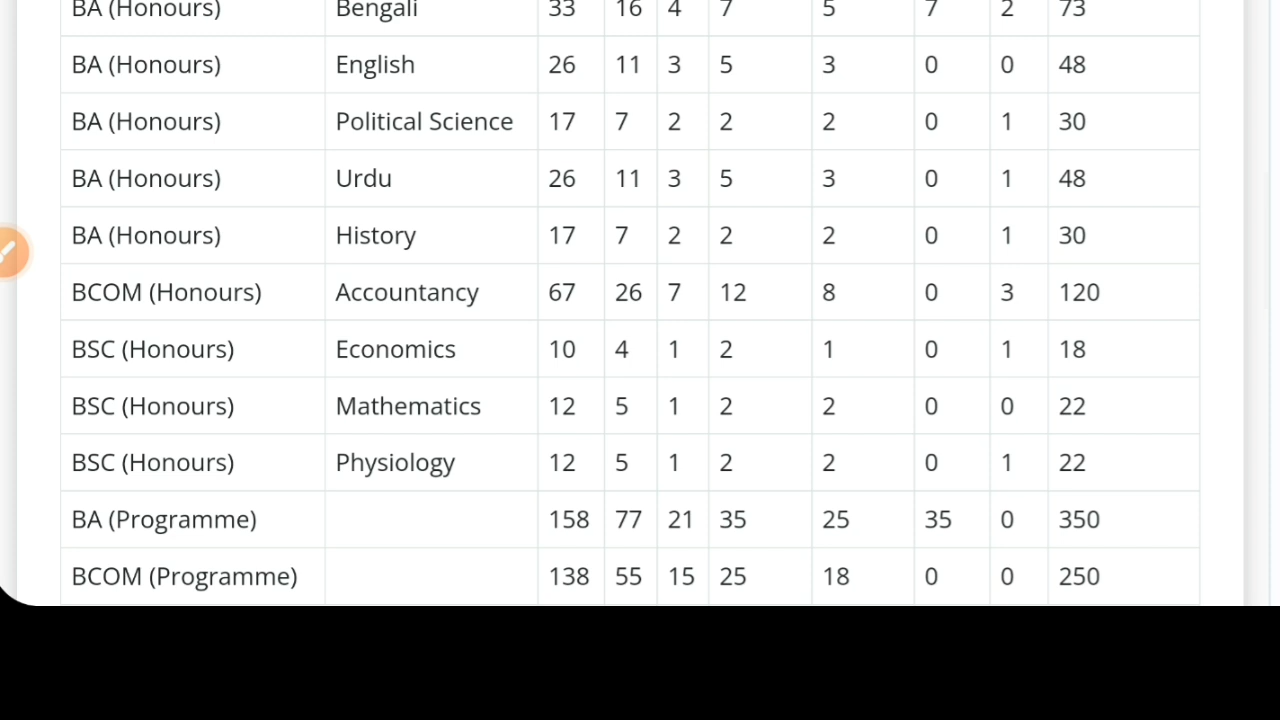 BA (Honours) Bengali 33 16 4 7 5 7 2 73
BA (Honours) English 26 11 3 5 3 0 0 48
BA (Honours) Political Science 17 7 2 2 2 0 1 30
BA (Honours) Urdu 26 11 3 5 3 0 1 48
BA (Honours) History 17 7 2 2 2 0 1 30
BCOM (Honours) Accountancy 67 26 7 12 8 0 3 120
BSC (Honours) Economics 10 4 1 2 1 0 1 18
BSC (Honours) Mathematics 12 5 1 2 2 0 0 22
BSC (Honours) Physiology 12 5 1 2 2 0 1 22
BA (Programme) 158 77 21 35 25 35 0 350
BCOM (Programme) 138 55 15 25 18 0 0 250